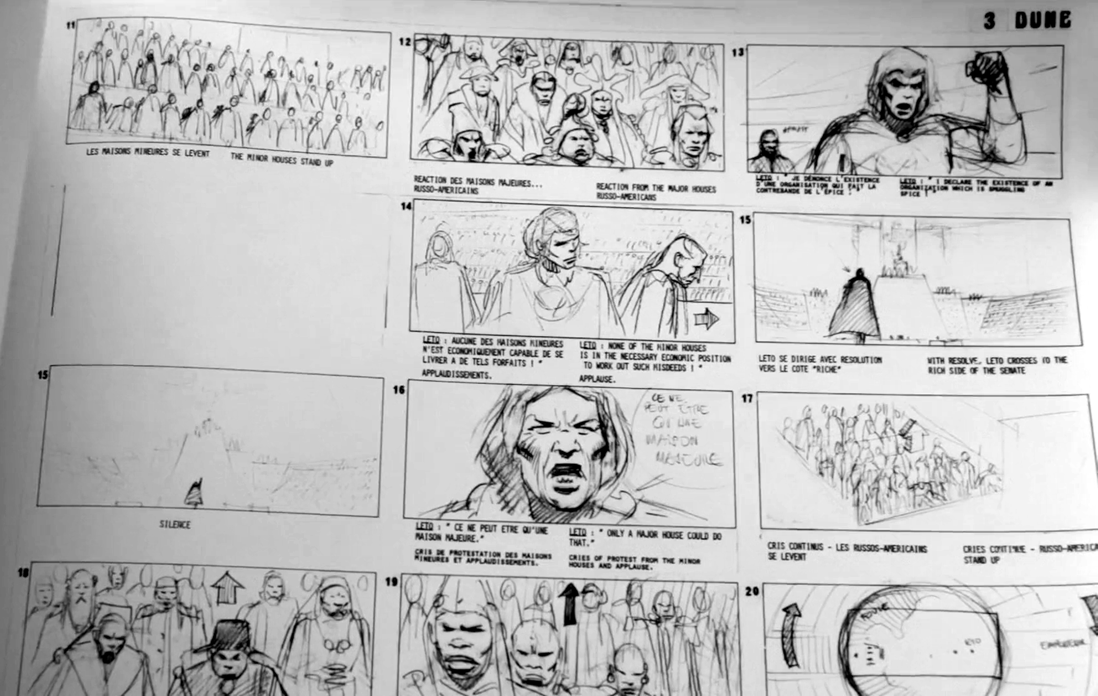 3 DUNE
11
LES MAISONS MINEURES SE LEVENT
THE MINOR HOUSES STAND UP
12
REACTION DES MAISONS MAJEURES...
RUSSO-AMERICAINS
REACTION FROM THE MAJOR HOUSES
RUSSO-AMERICANS
13
LETO : " JE DÉNONCE L'EXISTENCE
D'UNE ORGANISATION QUI FAIT LA
CONTREBANDE DE L'ÉPICE !
LETO : " I DECLARE THE EXISTENCE OF AN
ORGANIZATION WHICH IS SMUGGLING
SPICE !
14
LETO : AUCUNE DES MAISONS MINEURES
N'EST ECONOMIQUEMENT CAPABLE DE SE
LIVRER A DE TELS FORFAITS ! "
APPLAUDISSEMENTS.
LETO : NONE OF THE MINOR HOUSES
IS IN THE NECESSARY ECONOMIC POSITION
TO WORK OUT SUCH MISDEEDS ! "
APPLAUSE.
15
LETO SE DIRIGE AVEC RESOLUTION
VERS LE COTE "RICHE"
WITH RESOLVE, LETO CROSSES TO THE
RICH SIDE OF THE SENATE
15
SILENCE
16
CE NE
PEUT ETRE
QU'UNE
MAISON
MAJEURE
LETO : " CE NE PEUT ETRE QU'UNE
MAISON MAJEURE."
CRIS DE PROTESTATION DES MAISONS
MINEURES ET APPLAUDISSEMENTS.
LETO : " ONLY A MAJOR HOUSE COULD DO
THAT."
CRIES OF PROTEST FROM THE MINOR
HOUSES AND APPLAUSE.
17
CRIS CONTINUS - LES RUSSOS-AMERICAINS
SE LEVENT
CRIES CONTINUE - RUSSO-AMERICA
STAND UP
18
19
20